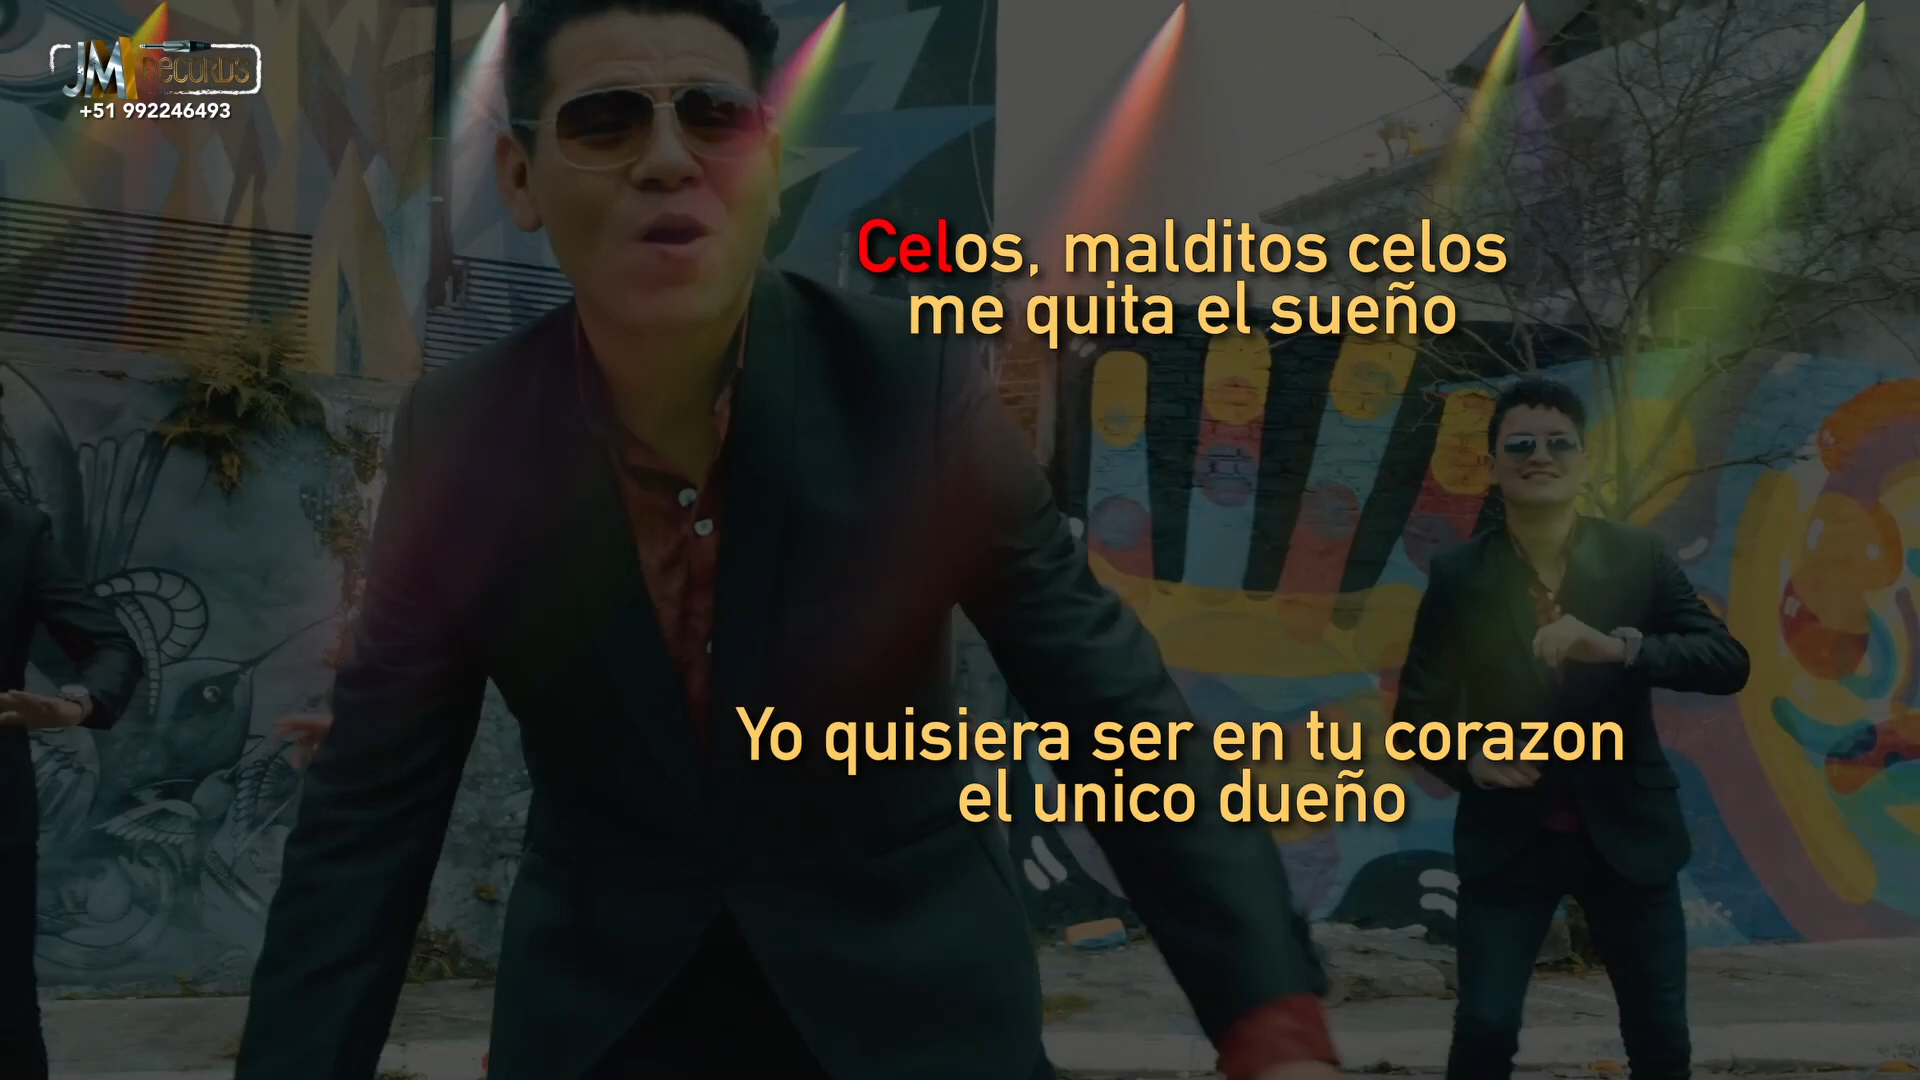 JM RECORD'S
+51 992246493
Celos, malditos celos
me quita el sueño
Yo quisiera ser en tu corazon
el unico dueño